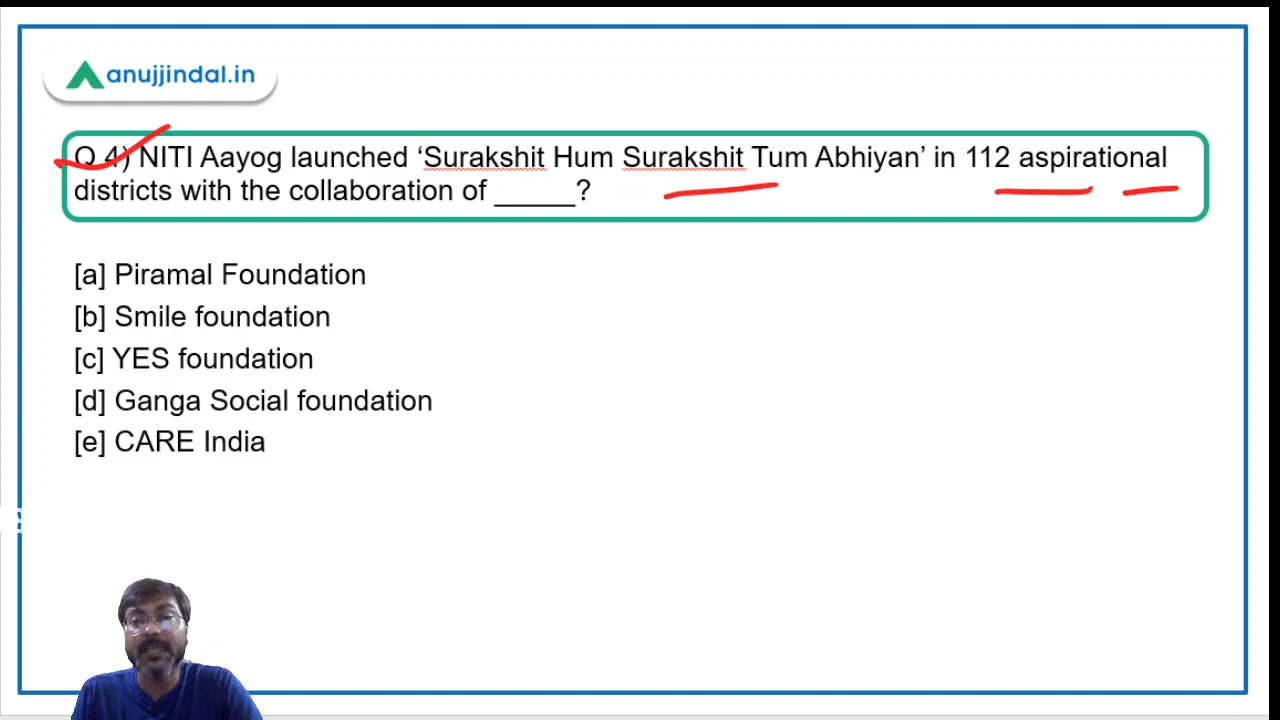 anujjindal.in
Q 4) NITI Aayog launched ‘Surakshit Hum Surakshit Tum Abhiyan’ in 112 aspirational
districts with the collaboration of _____?
[a] Piramal Foundation
[b] Smile foundation
[c] YES foundation
[d] Ganga Social foundation
[e] CARE India